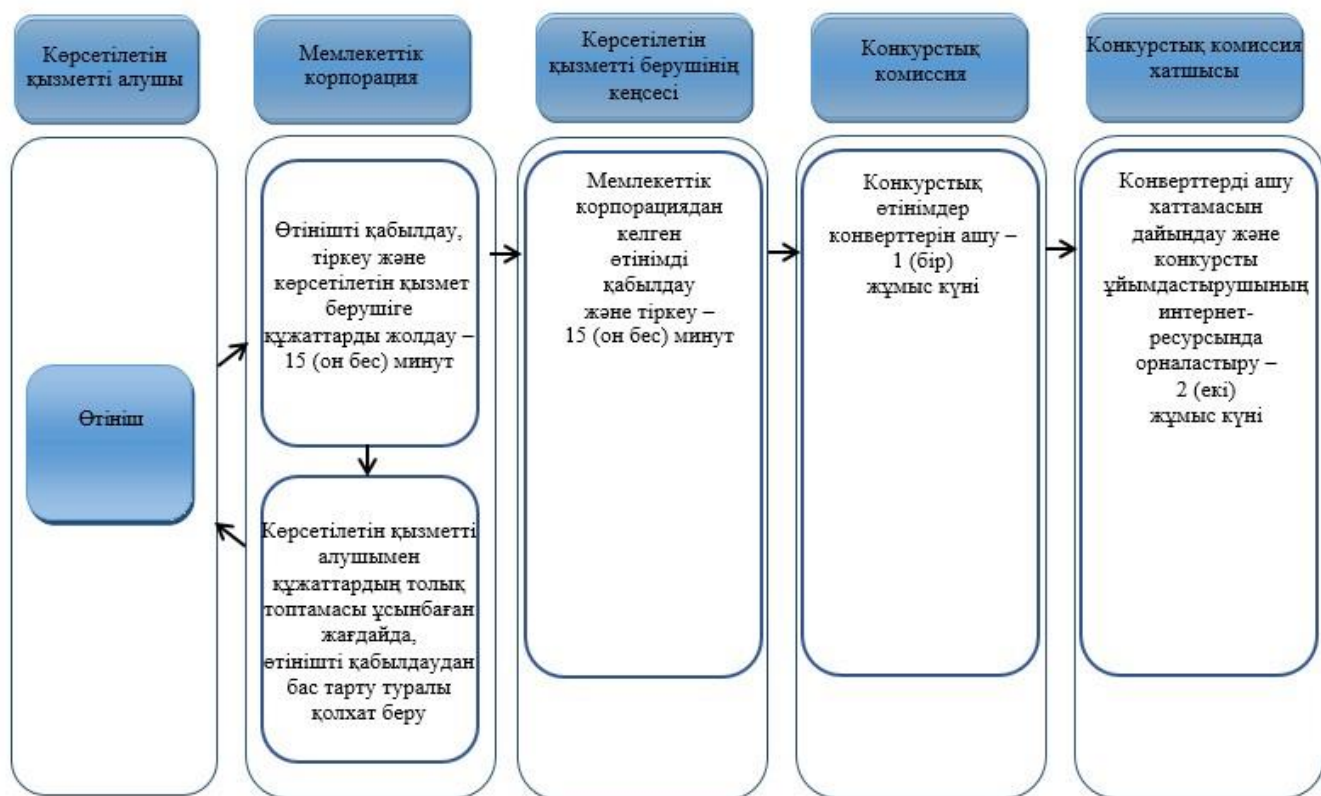 Көрсетілетін
қызметті алушы
Мемлекеттік
корпорация
Көрсетілетін
қызметті берушінің
кеңсесі
Конкурстық
комиссия
Конкурстық комиссия
хатшысы
Өтініш
Өтінішті қабылдау,
тіркеу және
көрсетілетін қызмет
берушіге
құжаттарды жолдау –
15 (он бес) минут
Көрсетілетін қызметті
алушымен
құжаттардың толық
топтамасы ұсынбаған
жағдайда,
өтінішті қабылдаудан
бас тарту туралы
қолхат беру
Мемлекеттік
корпорациядан
келген
өтінімді
қабылдау
және тіркеу –
15 (он бес) минут
Конкурстық
өтінімдер
конверттерін ашу –
1 (бір)
жұмыс күні
Конверттерді ашу
хаттамасын
дайындау және
конкурсты
ұйымдастырушының
интернет-
ресурсында
орналастыру –
2 (екі)
жұмыс күні